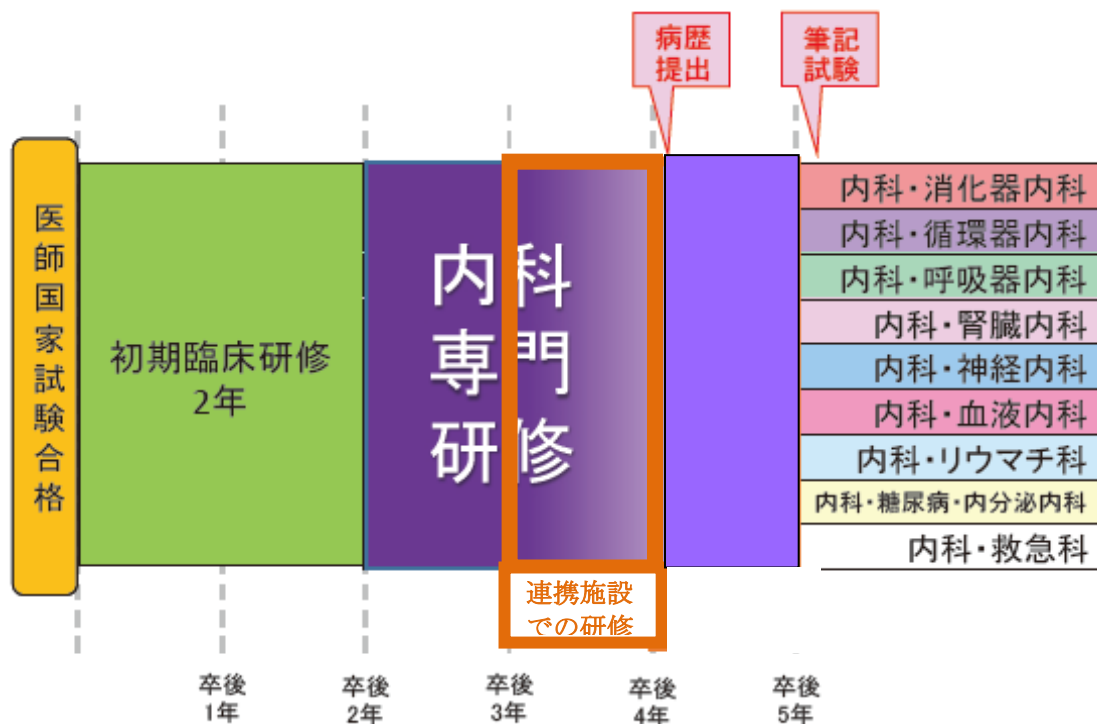 病歴
提出
筆記
試験
医師国家試験合格
初期臨床研修
2年
内科
専門
研修
連携施設
での研修
内科・消化器内科
内科・循環器内科
内科・呼吸器内科
内科・腎臓内科
内科・神経内科
内科・血液内科
内科・リウマチ科
内科・糖尿病・内分泌内科
内科・救急科
卒後
1年
卒後
2年
卒後
3年
卒後
4年
卒後
5年